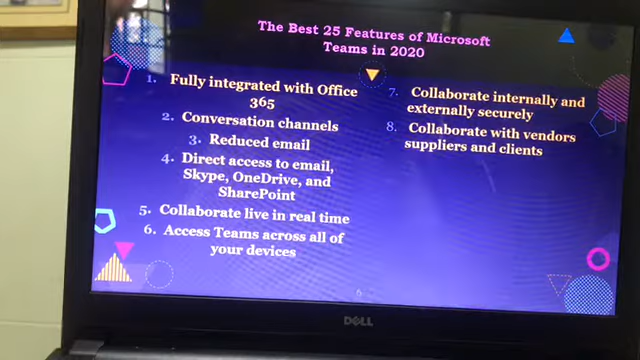 The Best 25 Features of Microsoft
Teams in 2020
1. Fully integrated with Office
365
2. Conversation channels
3. Reduced email
4. Direct access to email,
Skype, OneDrive, and
SharePoint
5. Collaborate live in real time
6. Access Teams across all of
your devices
7. Collaborate internally and
externally securely
8. Collaborate with vendors
suppliers and clients
6
DELL